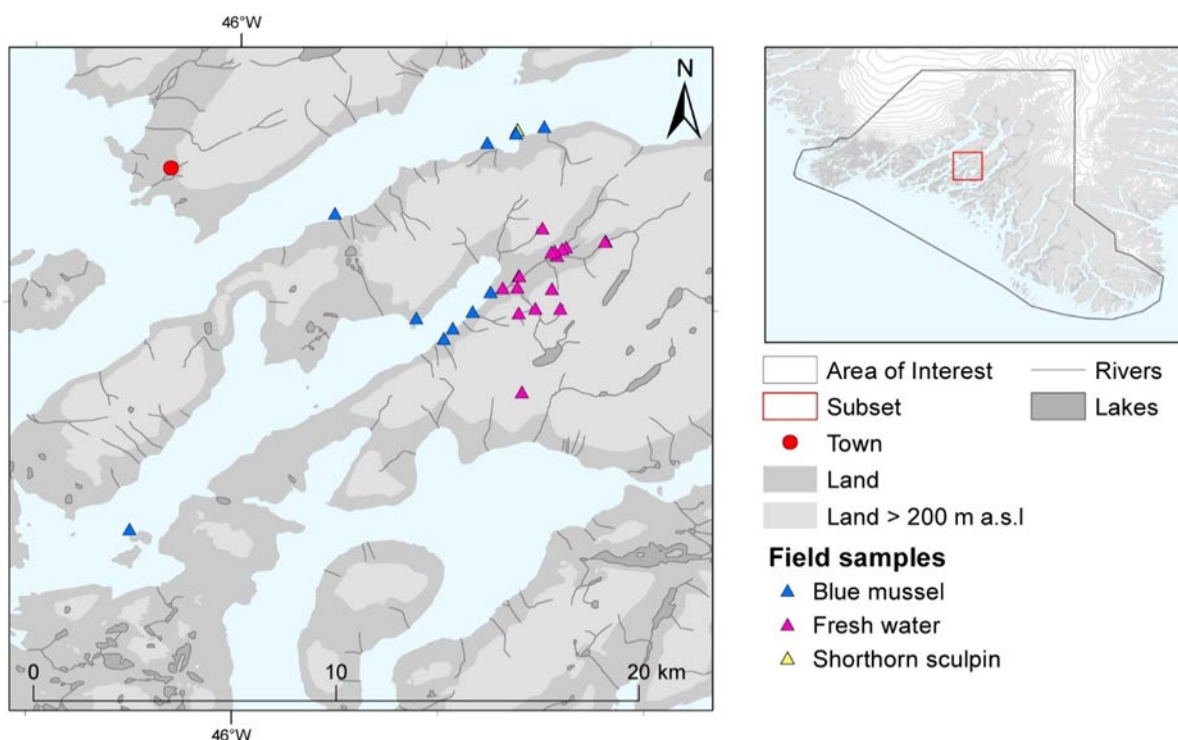 46°W
N
0
10
20 km
46°W
Area of Interest
Rivers
Subset
Lakes
Town
Land
Land > 200 m a.s.l
Field samples
Blue mussel
Fresh water
Shorthorn sculpin